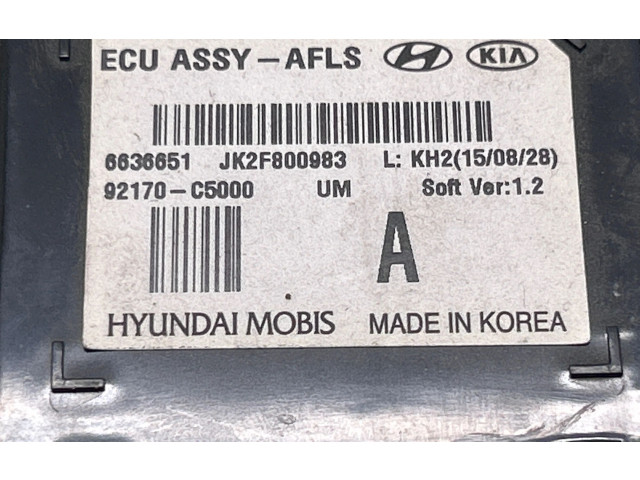 ECU ASSY-AFLS KIA
6636651 JK2F800983 L: KH2(15/08/28)
92170-C5000 UM Soft Ver:1.2
A
HYUNDAI MOBIS MADE IN KOREA